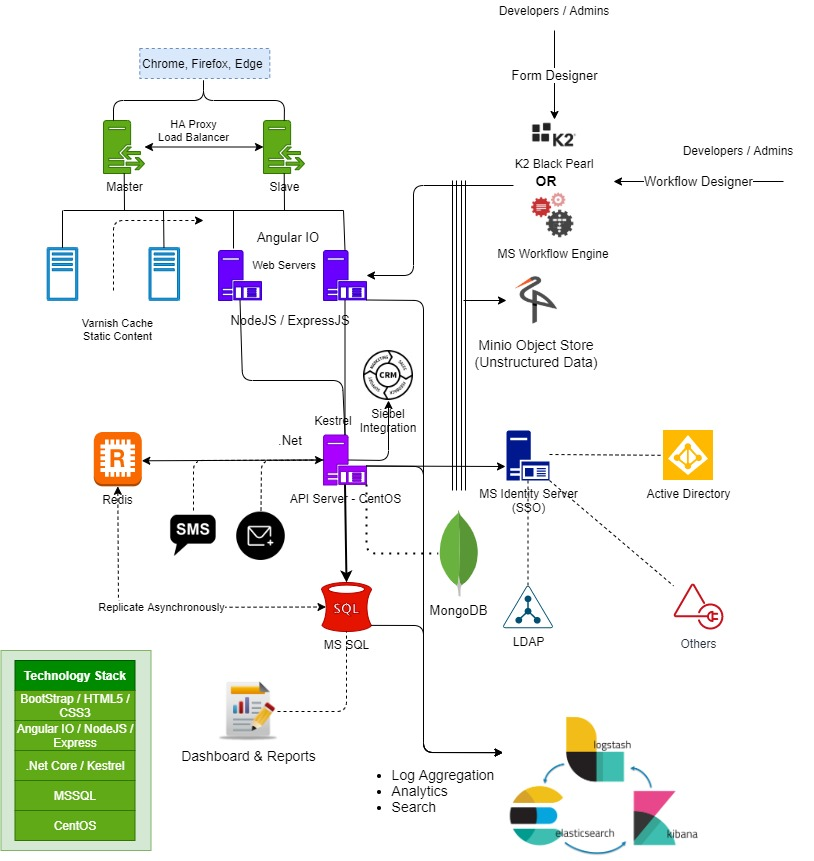 Developers / Admins
Chrome, Firefox, Edge
Form Designer
HA Proxy
Load Balancer
K2
K2 Black Pearl
Developers / Admins
Master
Slave
OR
Workflow Designer
Angular IO
MS Workflow Engine
Web Servers
Varnish Cache
Static Content
NodeJS / ExpressJS
Minio Object Store
(Unstructured Data)
CRM
Siebel
Integration
Kestrel
.Net
R
Redis
API Server - CentOS
MS Identity Server
(SSO)
Active Directory
SMS
Replicate Asynchronously
SQL
MongoDB
MS SQL
LDAP
Others
Technology Stack
BootStrap / HTML5 /
CSS3
Angular IO / NodeJS /
Express
.Net Core / Kestrel
MSSQL
CentOS
Dashboard & Reports
• Log Aggregation
• Analytics
• Search
logstash
elasticsearch
kibana